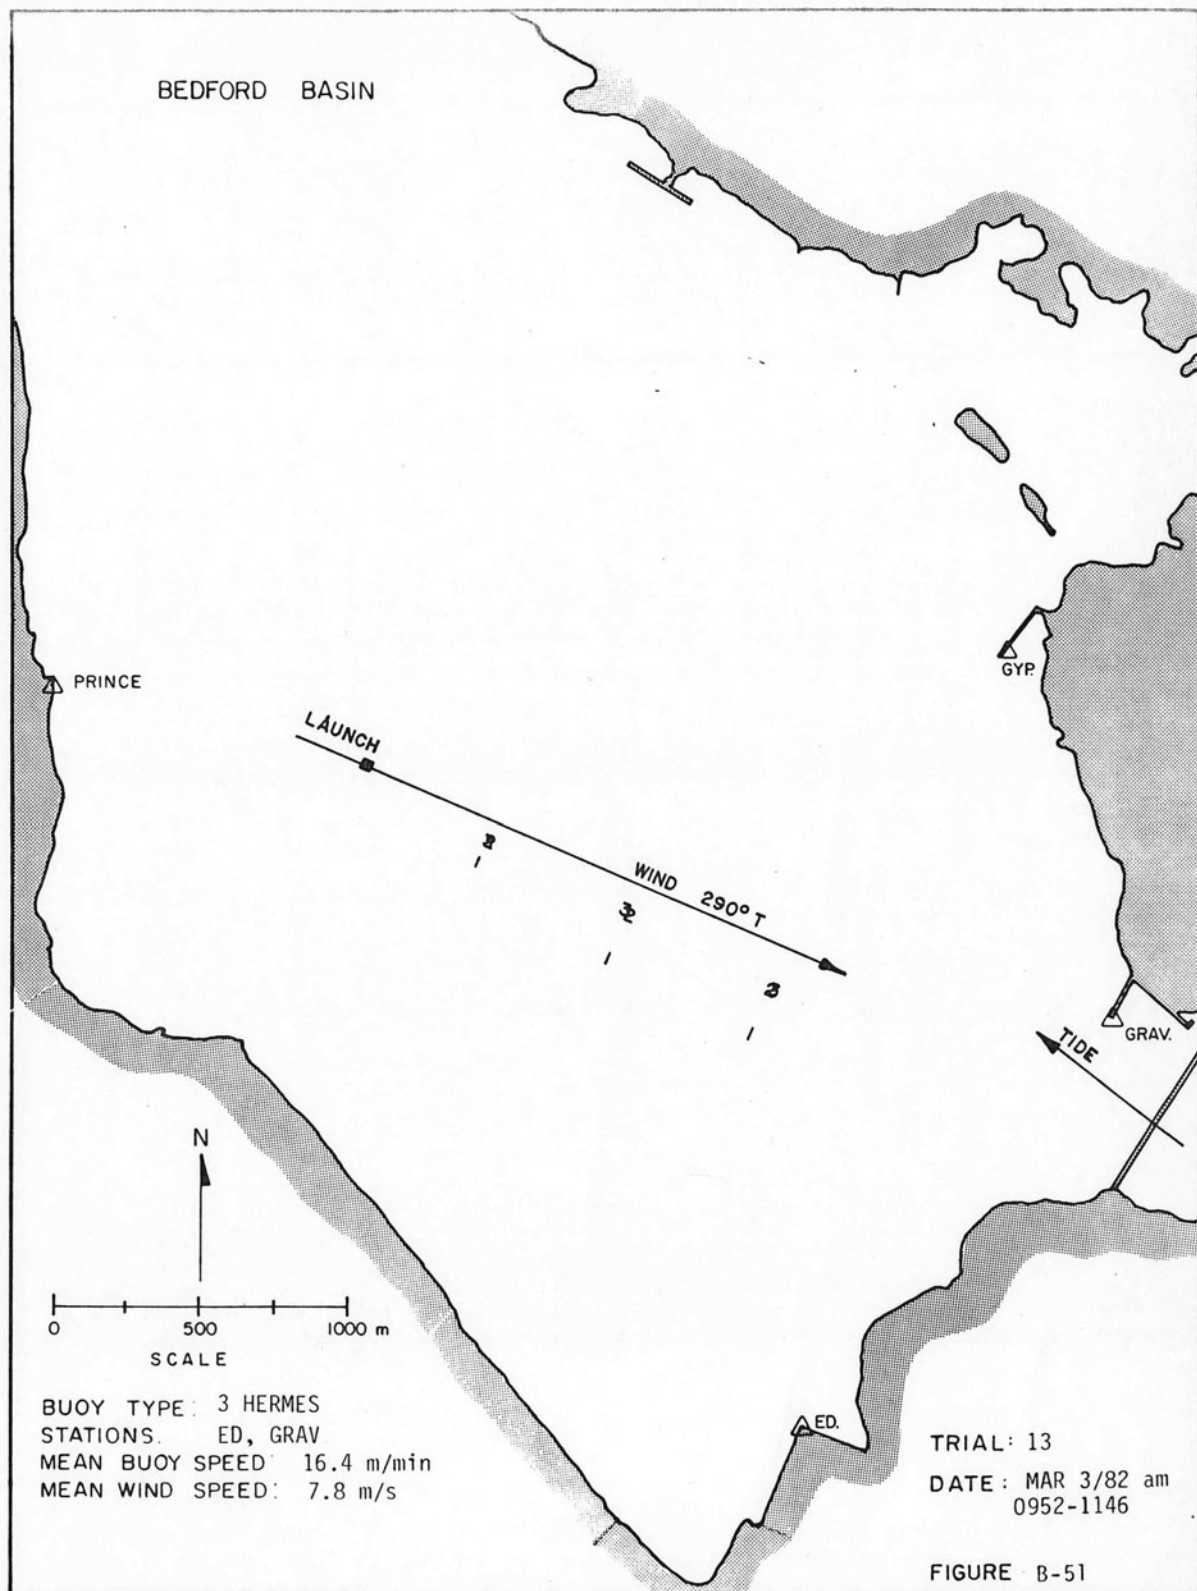 BEDFORD BASIN
PRINCE
GYP.
LAUNCH
WIND 290° T
2
1
3
2
1
2
1
GRAV.
TIDE
N
0 500 1000 m
SCALE
BUOY TYPE: 3 HERMES
STATIONS. ED, GRAV
MEAN BUOY SPEED: 16.4 m/min
MEAN WIND SPEED: 7.8 m/s
ED.
TRIAL: 13
DATE: MAR 3/82 am
0952-1146
FIGURE B-51